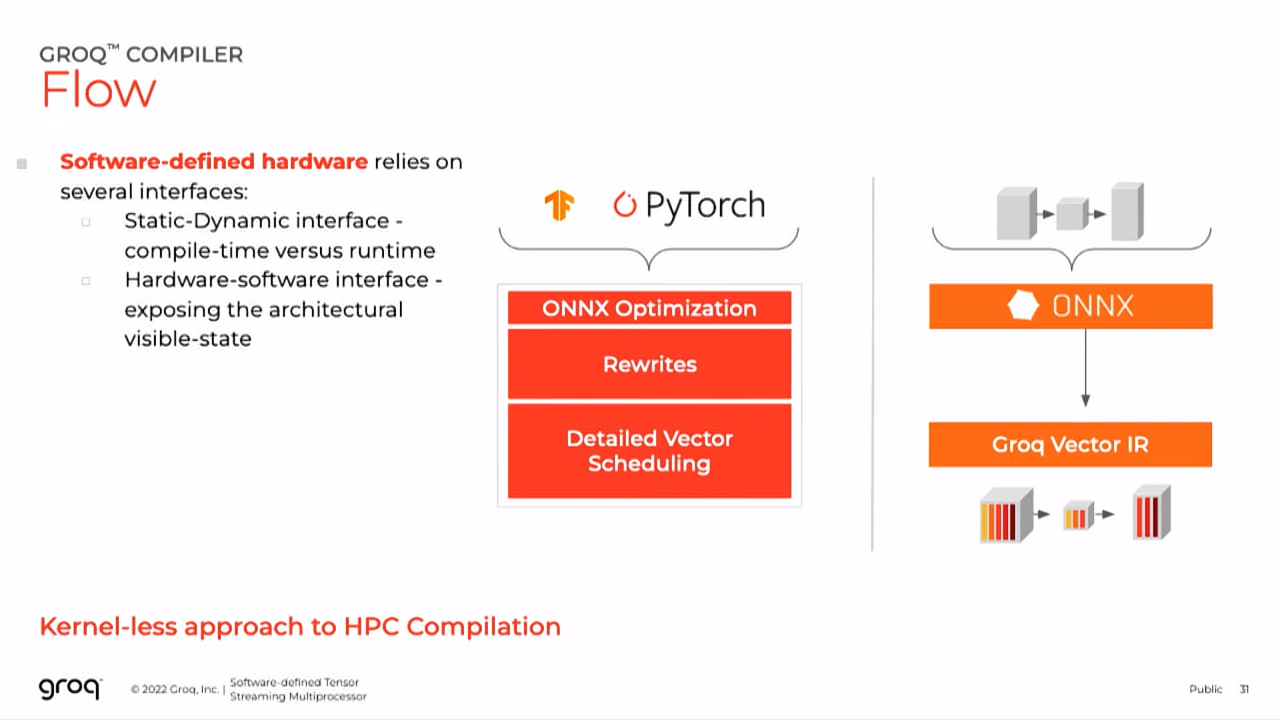 GROQ™ COMPILER
Flow
Software-defined hardware relies on
several interfaces:
Static-Dynamic interface -
compile-time versus runtime
Hardware-software interface -
exposing the architectural
visible-state
PyTorch
ONNX Optimization
Rewrites
Detailed Vector
Scheduling
ONNX
Groq Vector IR
Kernel-less approach to HPC Compilation
groq
© 2022 Groq, Inc. |
Software-defined Tensor
Streaming Multiprocessor
Public 31